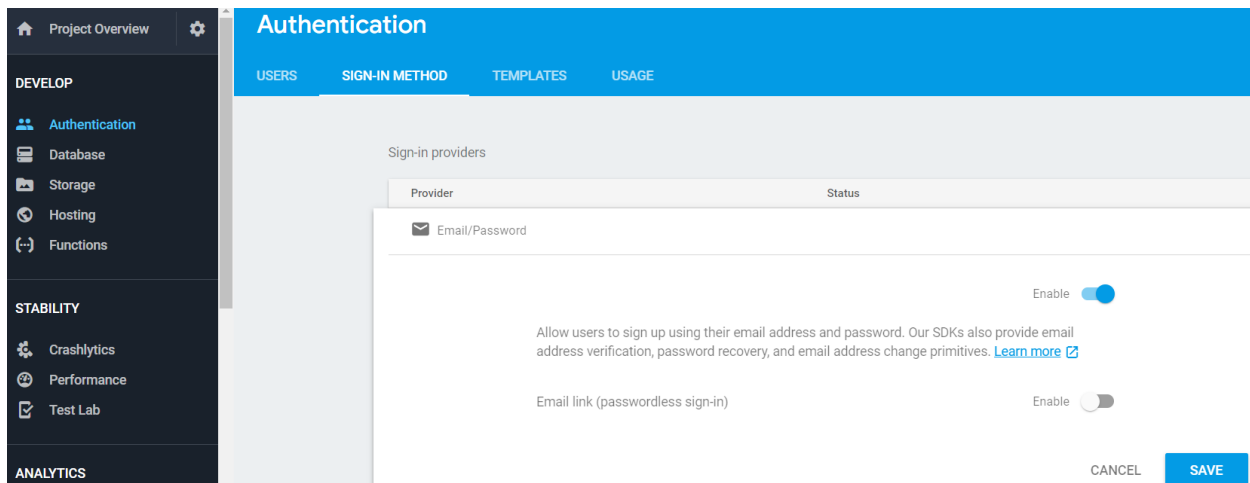 Project Overview
DEVELOP
Authentication
Database
Storage
Hosting
Functions
STABILITY
Crashlytics
Performance
Test Lab
ANALYTICS
Authentication
USERS SIGN-IN METHOD TEMPLATES USAGE
Sign-in providers
Provider Status
Email/Password
Enable
Allow users to sign up using their email address and password. Our SDKs also provide email
address verification, password recovery, and email address change primitives. Learn more
Email link (passwordless sign-in) Enable
CANCEL SAVE